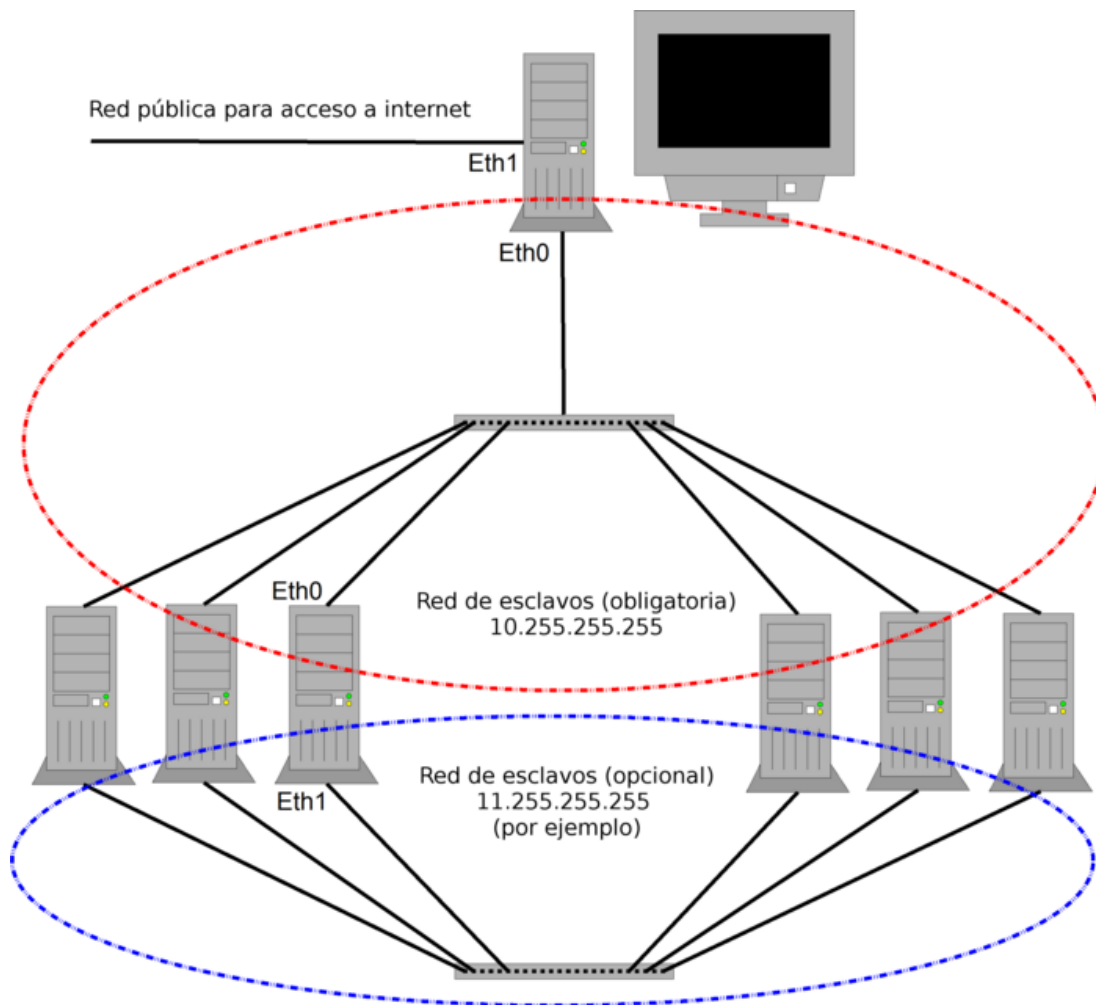 Red pública para acceso a internet
Eth1
Eth0
Eth0
Red de esclavos (obligatoria)
10.255.255.255
Red de esclavos (opcional)
11.255.255.255
(por ejemplo)
Eth1